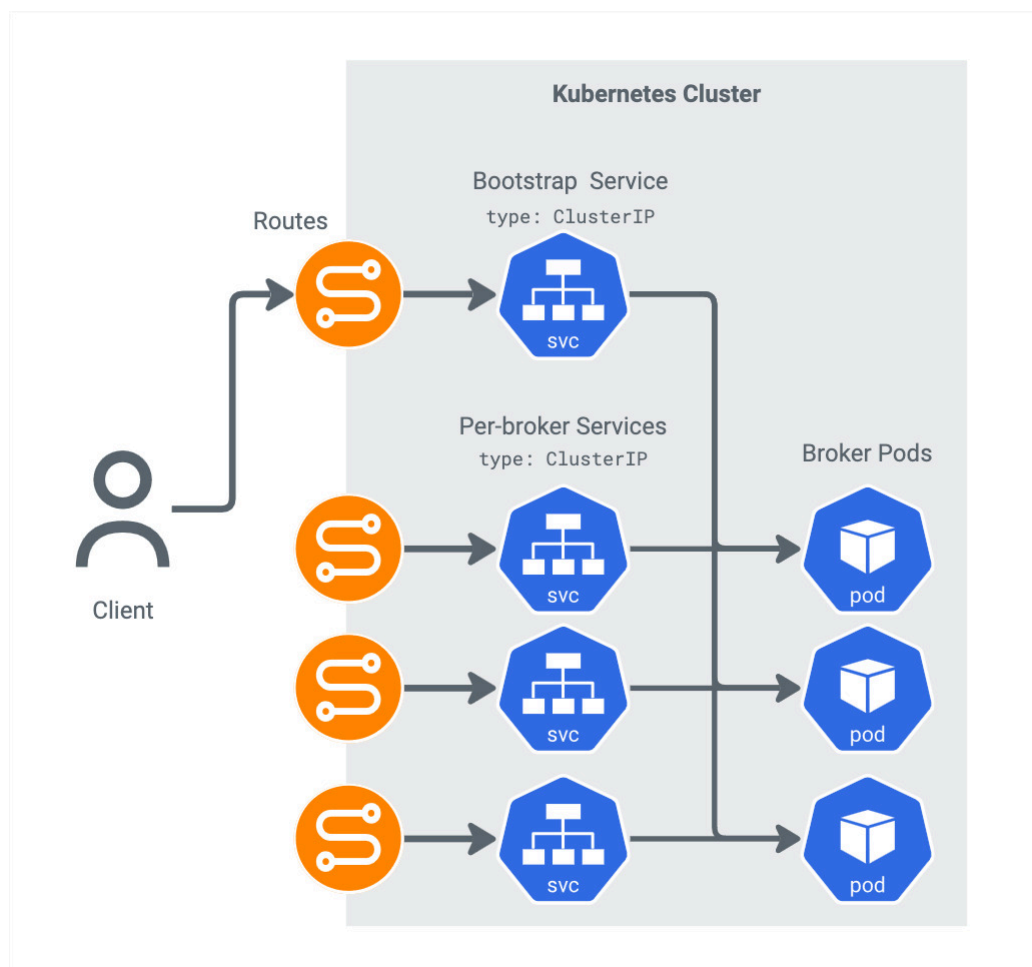 Kubernetes Cluster
Bootstrap Service
type: ClusterIP
Routes
svc
Per-broker Services
type: ClusterIP
Broker Pods
svc
pod
Client
svc
pod
svc
pod